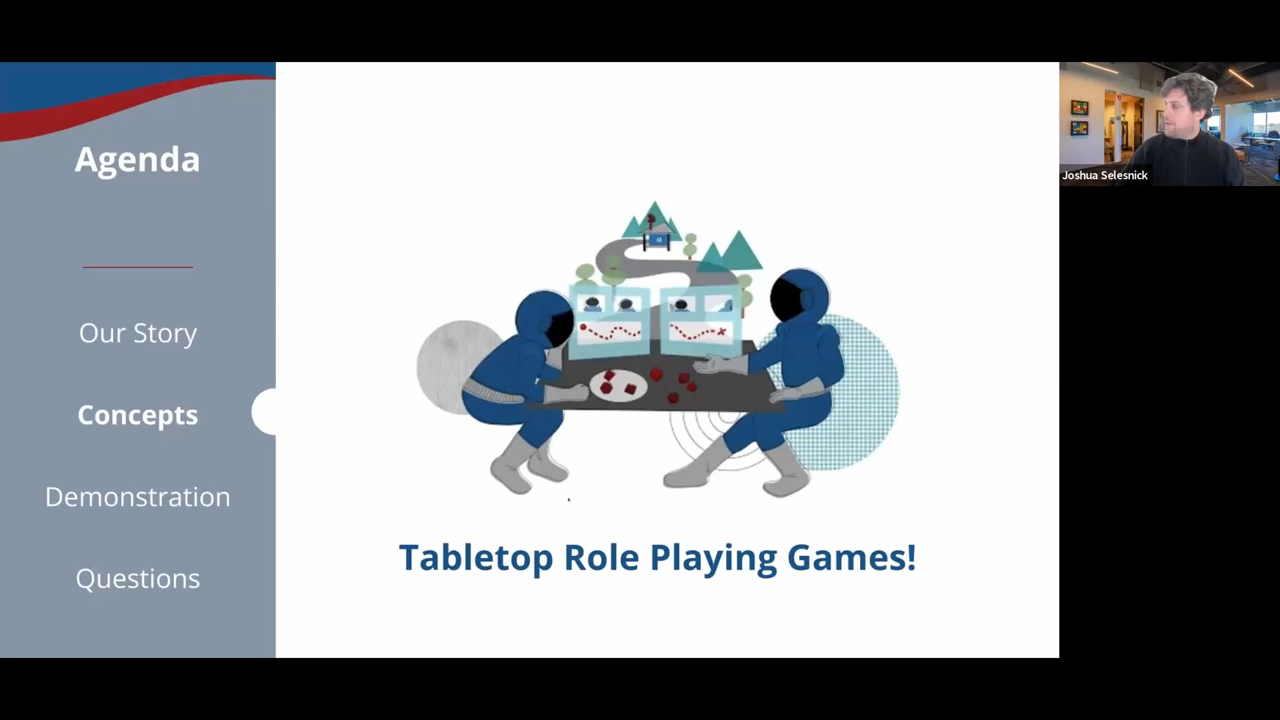 Agenda
Our Story
Concepts
Demonstration
Questions
Tabletop Role Playing Games!
Joshua Selesnick